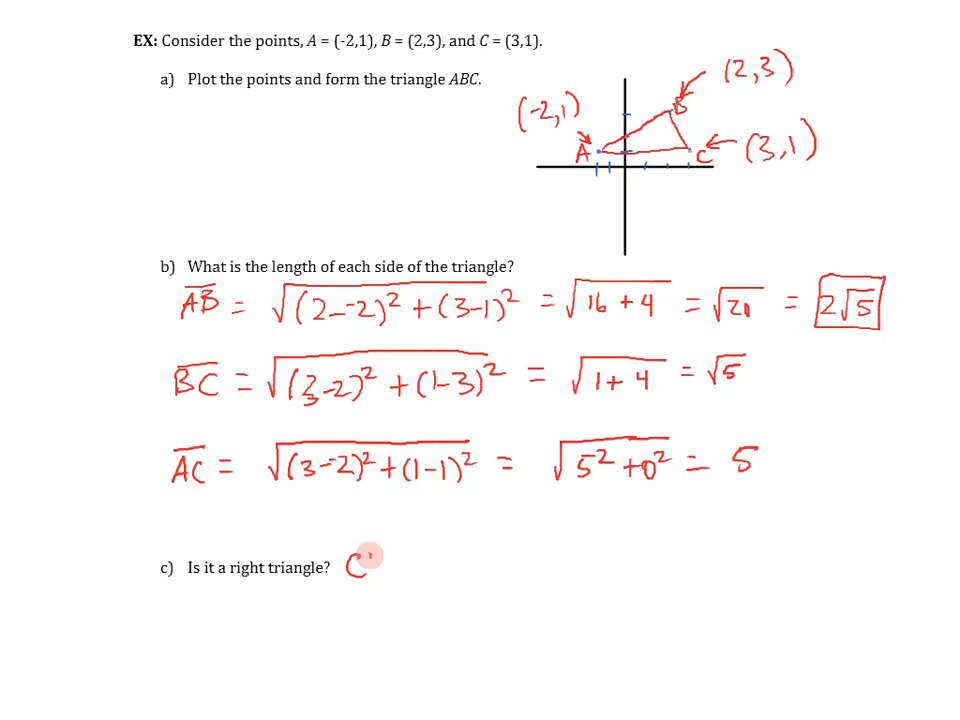 EX: Consider the points, A = (-2,1), B = (2,3), and C = (3,1).
a) Plot the points and form the triangle ABC.
(2,3)
(-2,1)
B
A
C
(3,1)
b) What is the length of each side of the triangle?
AB = √(2--2)² + (3-1)² = √16 + 4 = √20 = 2√5
BC = √(3-2)² + (1-3)² = √1 + 4 = √5
AC = √(3--2)² + (1-1)² = √5² + 0² = 5
c) Is it a right triangle? C